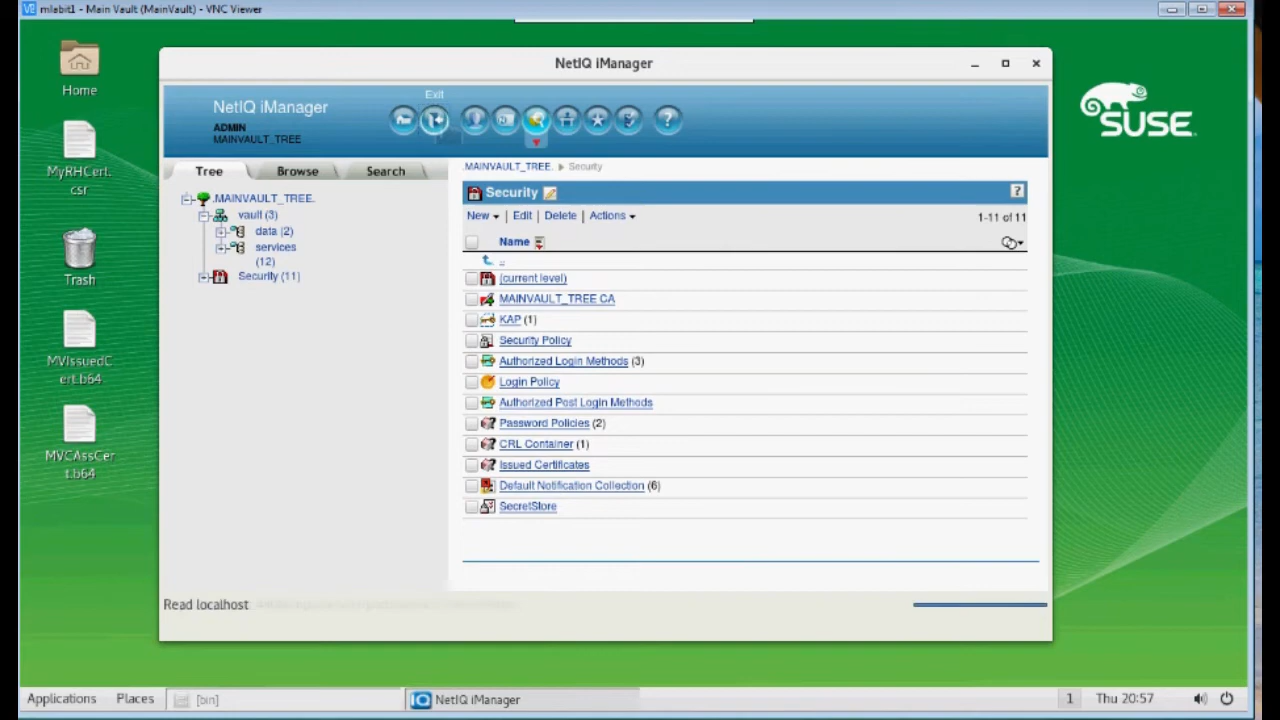 mlabit1 - Main Vault (MainVault) - VNC Viewer
Home
MyRHCert.
csr
Trash
MVIssuedC
ert.b64
MVCAssCer
t.b64
SUSE
NetIQ iManager
Exit
NetIQ iManager
ADMIN
MAINVAULT_TREE
Tree
Browse
Search
.MAINVAULT_TREE.
vault (3)
data (2)
services
(12)
Security (11)
.MAINVAULT_TREE. Security
Security
?
New | Edit | Delete | Actions
1-11 of 11
Name
..
(current level)
MAINVAULT_TREE CA
KAP (1)
Security Policy
Authorized Login Methods (3)
Login Policy
Authorized Post Login Methods
Password Policies (2)
CRL Container (1)
Issued Certificates
Default Notification Collection (6)
SecretStore
Read localhost
Applications Places [bin] NetIQ iManager 1 Thu 20:57